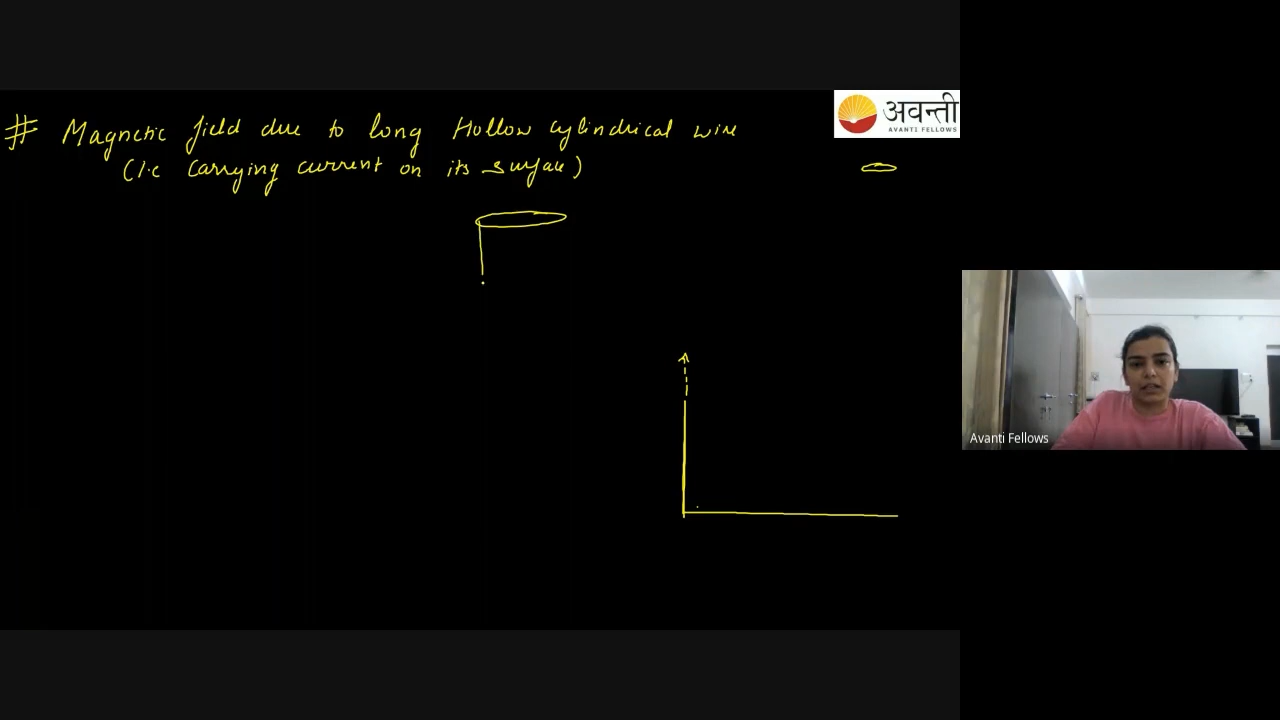 # Magnetic field due to long Hollow cylindrical wire
(i.e carrying current on its surface)
अवन्ती
AVANTI FELLOWS
Avanti Fellows